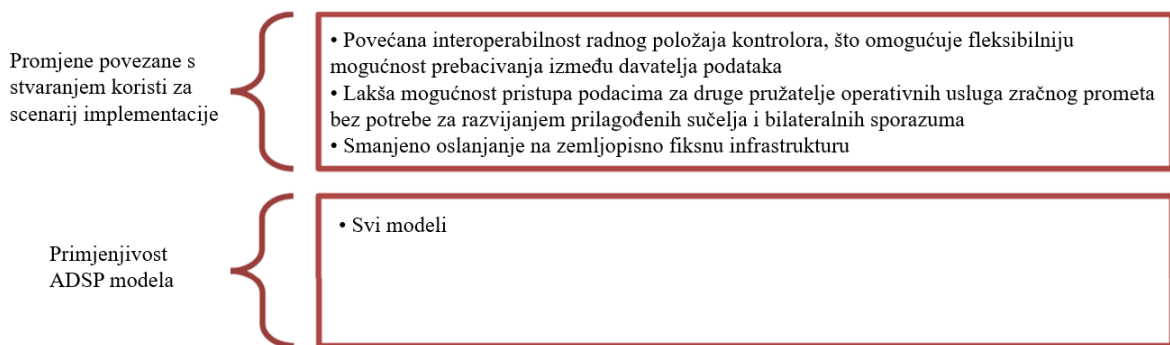 Promjene povezane s
stvaranjem koristi za
scenarij implementacije
• Povećana interoperabilnost radnog položaja kontrolora, što omogućuje fleksibilniju
mogućnost prebacivanja između davatelja podataka
• Lakša mogućnost pristupa podacima za druge pružatelje operativnih usluga zračnog prometa
bez potrebe za razvijanjem prilagođenih sučelja i bilateralnih sporazuma
• Smanjeno oslanjanje na zemljopisno fiksnu infrastrukturu
Primjenjivost
ADSP modela
• Svi modeli